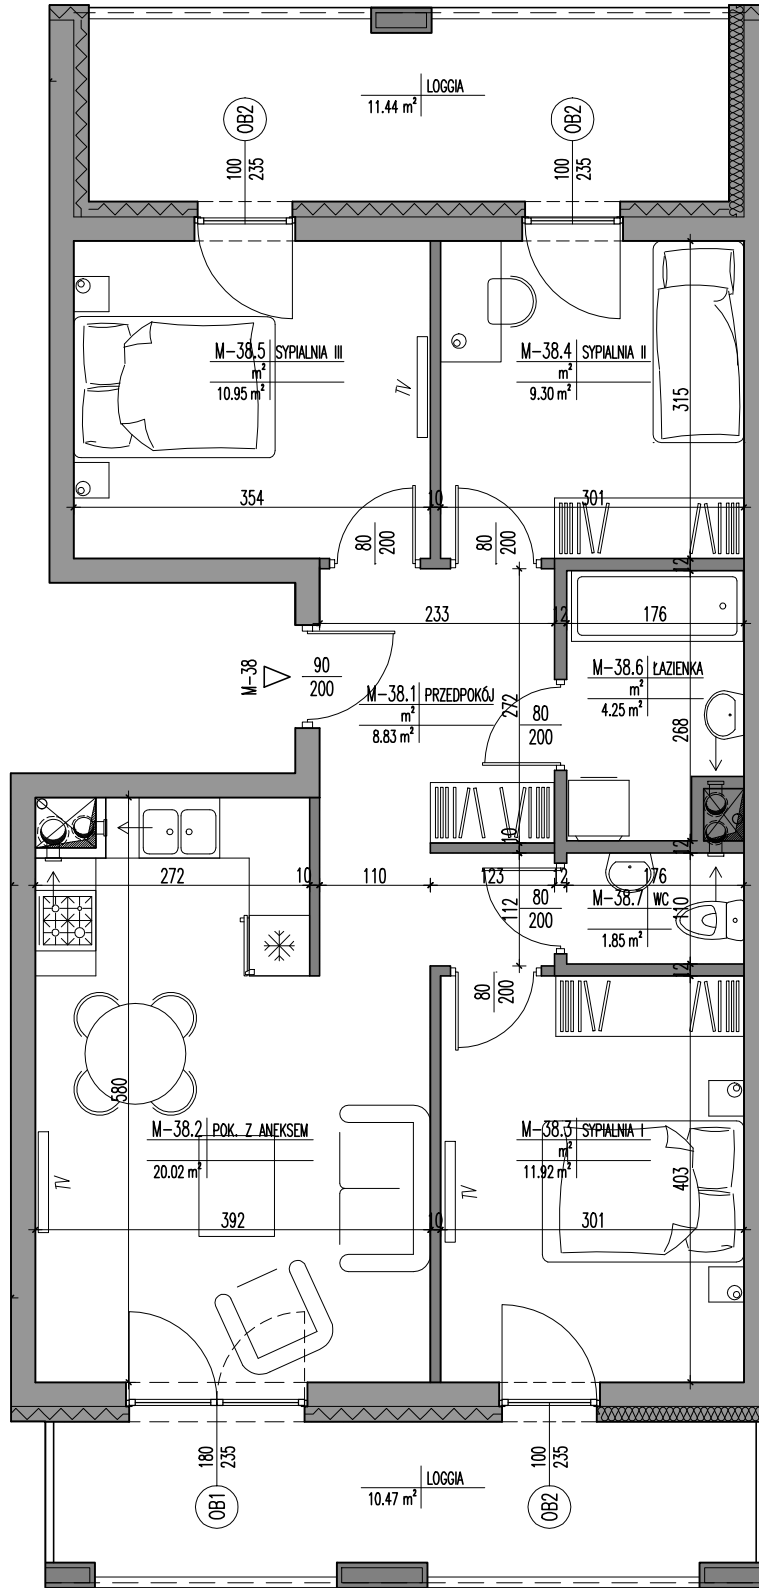 LOGGIA
11.44 m²
OB2
100
235
OB2
100
235
M-38.5 SYPIALNIA III
m²
10.95 m²
M-38.4 SYPIALNIA II
m²
9.30 m²
TV
315
354
10
301
80
200
80
200
12
233
12
176
M-38
90
200
M-38.1 PRZEDPOKÓJ
m²
8.83 m²
272
M-38.6 ŁAZIENKA
m²
4.25 m²
80
200
268
10
12
272
10
110
123
12
176
112
80
200
M-38.7 WC
1.85 m²
110
12
80
200
580
M-38.2 POK. Z ANEKSEM
20.02 m²
M-38.3 SYPIALNIA I
m²
11.92 m²
403
TV
TV
392
10
301
180
235
OB1
100
235
OB2
LOGGIA
10.47 m²